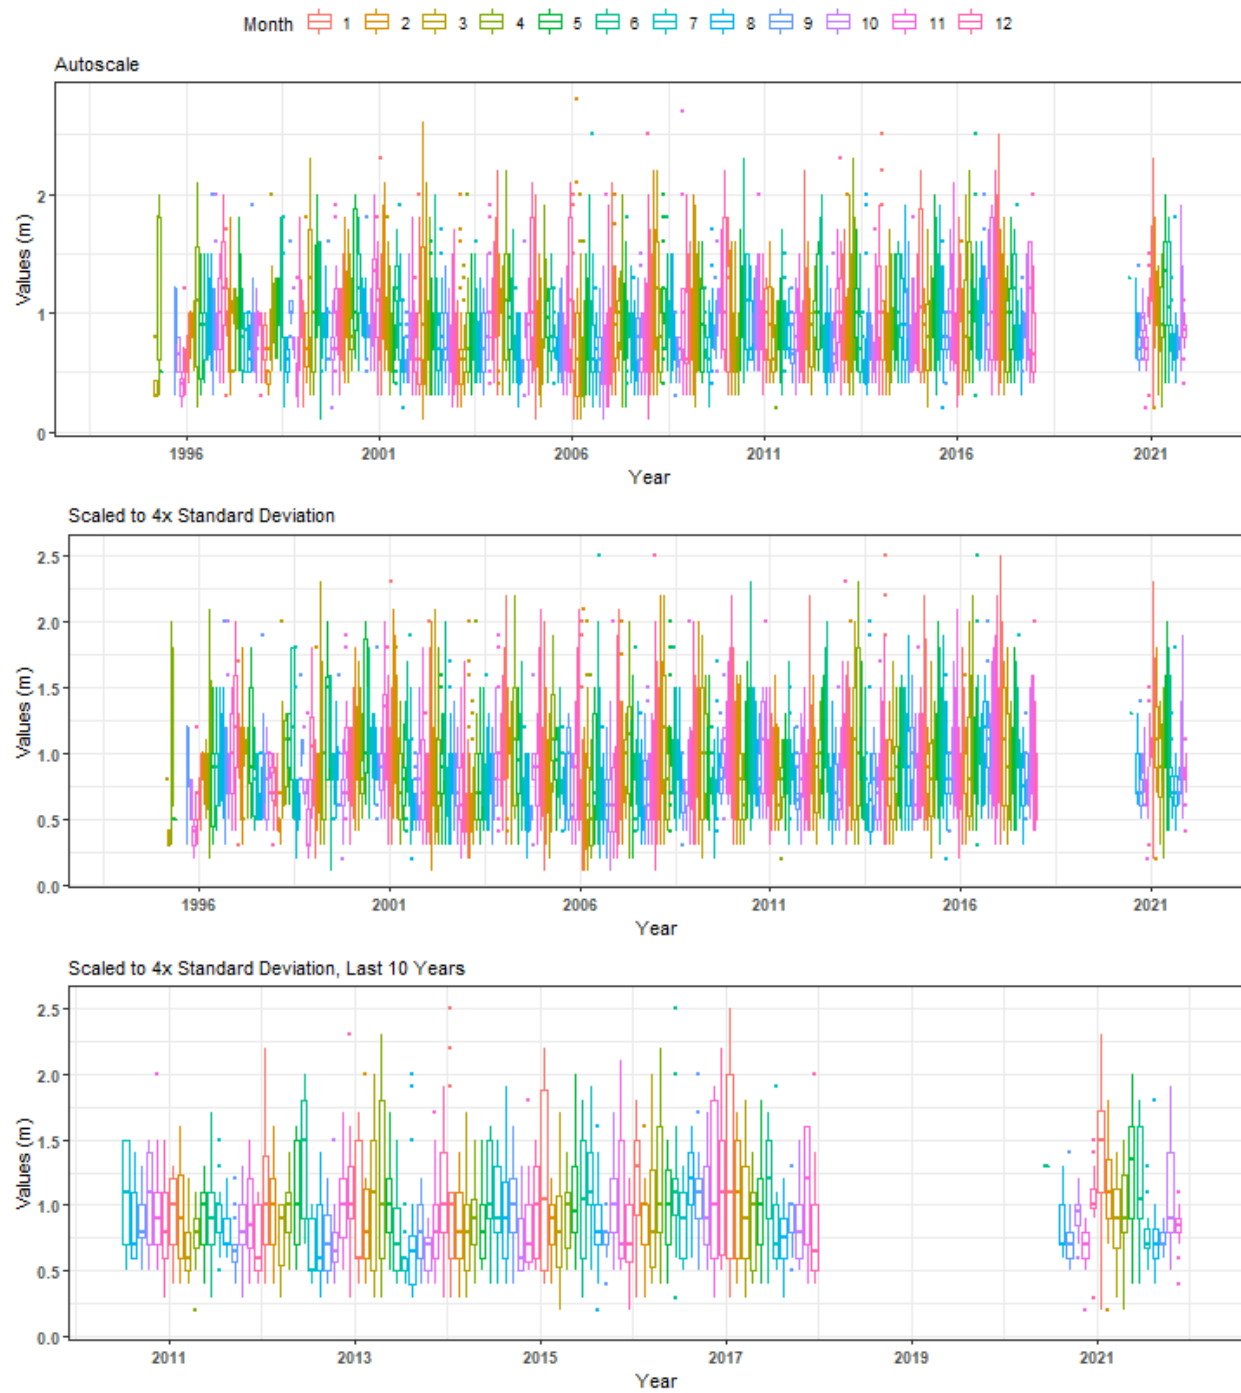 Month 1 2 3 4 5 6 7 8 9 10 11 12
Autoscale
Values (m)
2
1
0
1996 2001 2006 2011 2016 2021
Year
Scaled to 4x Standard Deviation
Values (m)
2.5
2.0
1.5
1.0
0.5
0.0
1996 2001 2006 2011 2016 2021
Year
Scaled to 4x Standard Deviation, Last 10 Years
Values (m)
2.5
2.0
1.5
1.0
0.5
0.0
2011 2013 2015 2017 2019 2021
Year